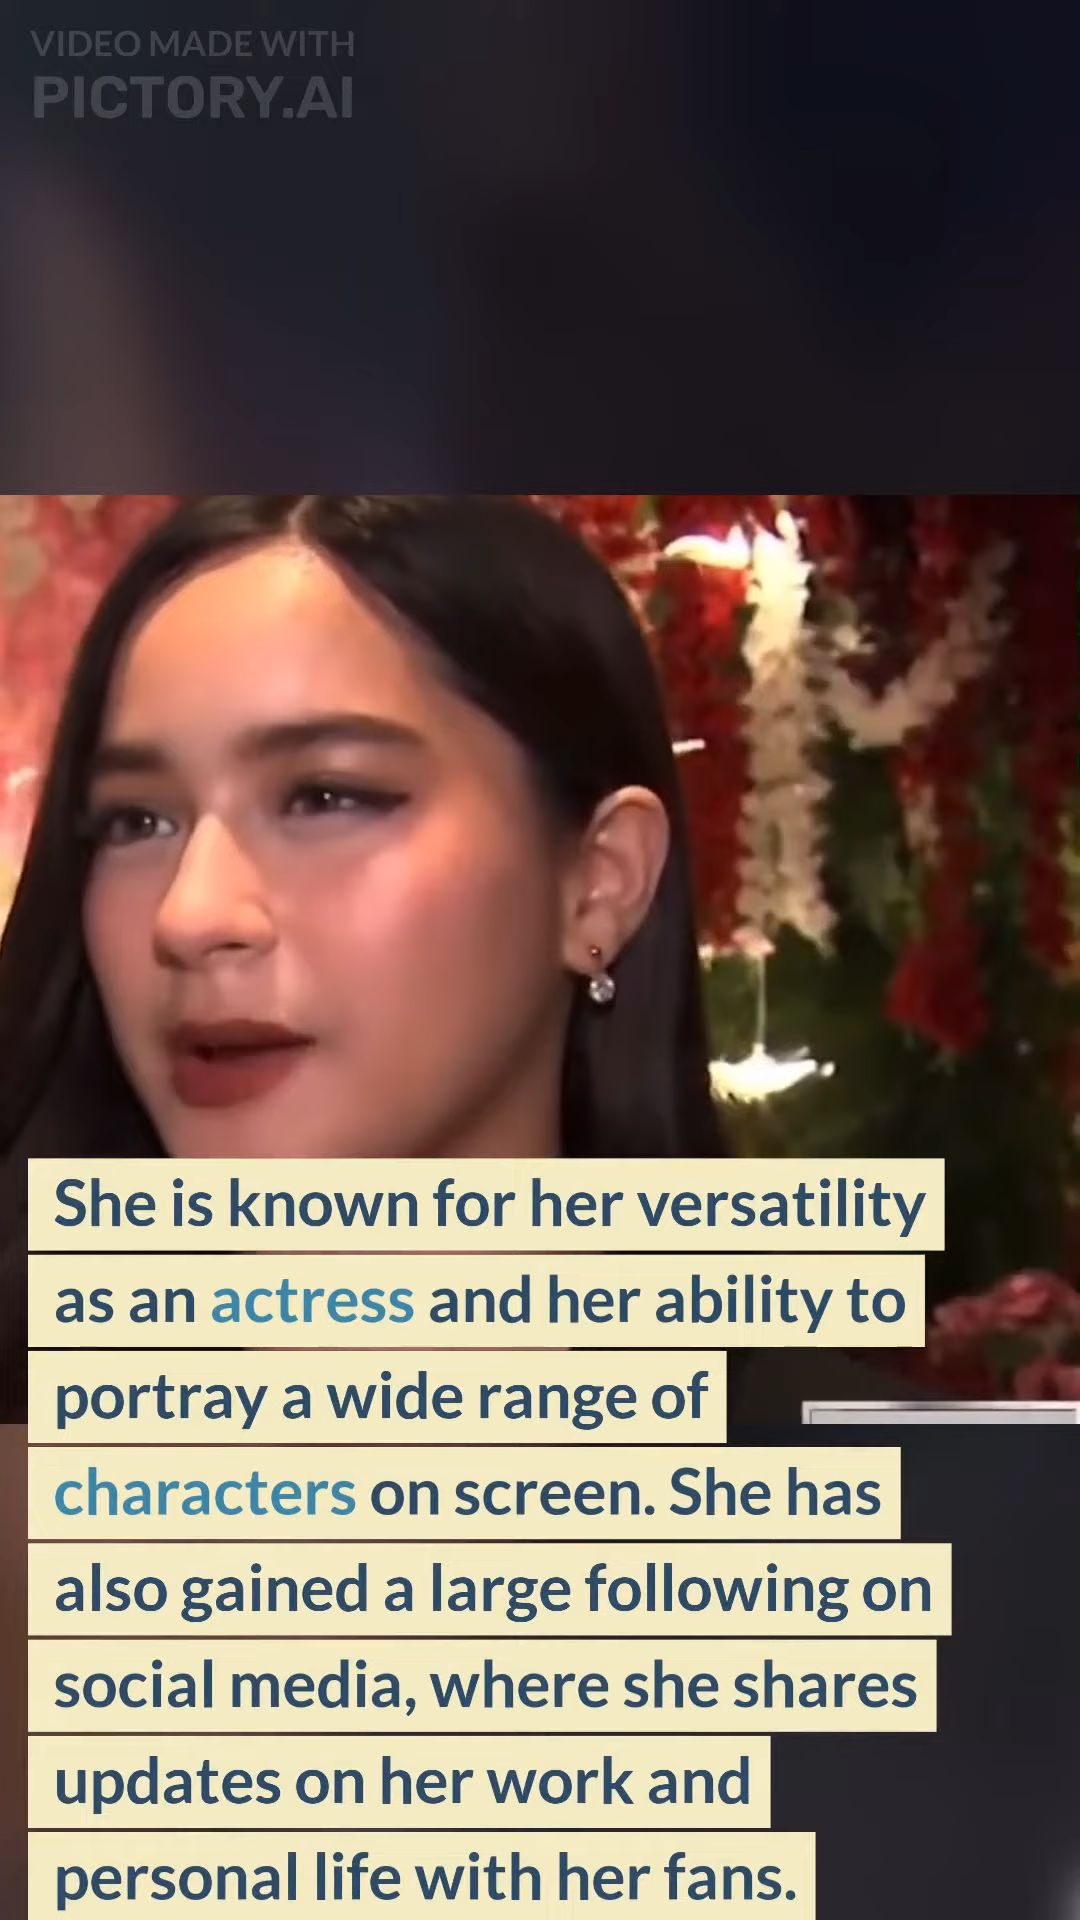 VIDEO MADE WITH
PICTORY.AI
She is known for her versatility
as an actress and her ability to
portray a wide range of
characters on screen. She has
also gained a large following on
social media, where she shares
updates on her work and
personal life with her fans.